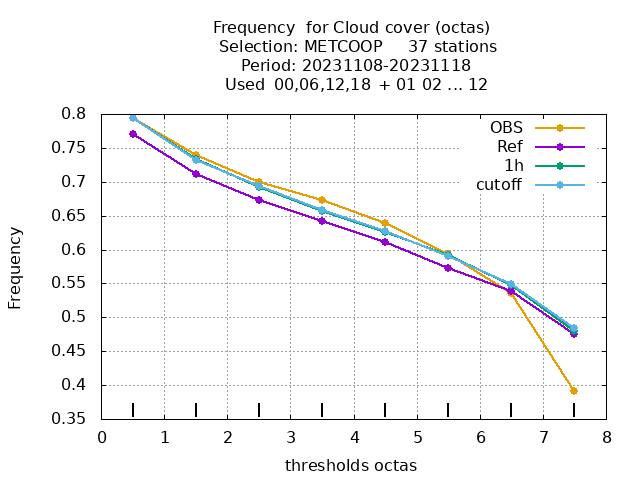 Frequency  for Cloud cover (octas)
Selection: METCOOP     37 stations
Period: 20231108-20231118
Used  00,06,12,18  + 01 02 ... 12
0.8
0.75
0.7
0.65
0.6
0.55
0.5
0.45
0.4
0.35
Frequency
OBS
Ref
1h
cutoff
0 1 2 3 4 5 6 7 8
thresholds octas